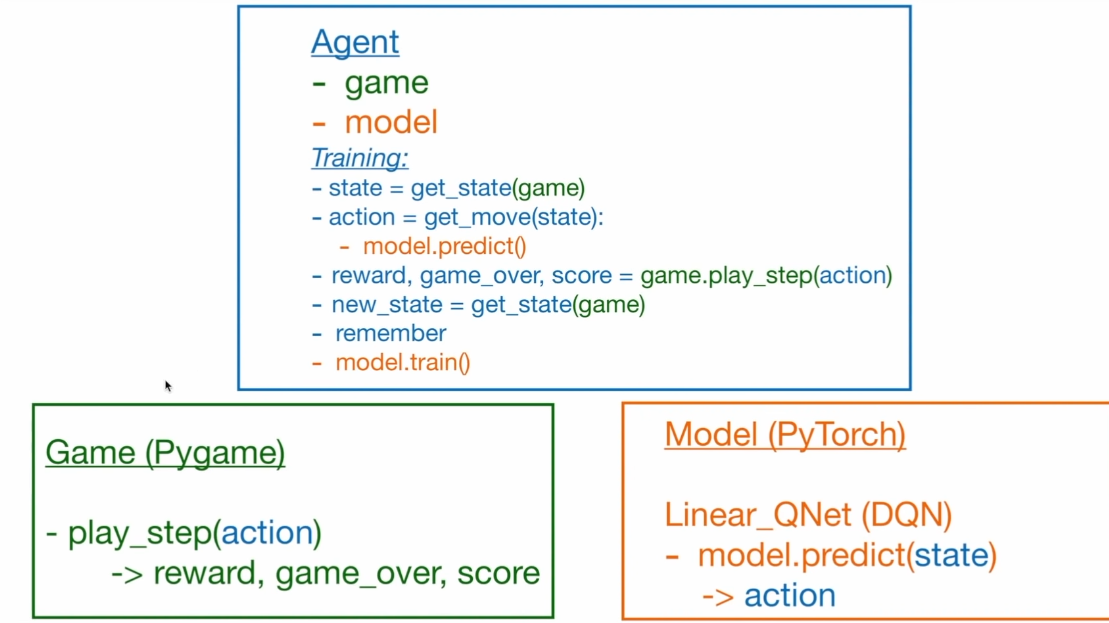 Agent
- game
- model
Training:
- state = get_state(game)
- action = get_move(state):
- model.predict()
- reward, game_over, score = game.play_step(action)
- new_state = get_state(game)
- remember
- model.train()
Game (Pygame)
- play_step(action)
-> reward, game_over, score
Model (PyTorch)
Linear_QNet (DQN)
- model.predict(state)
-> action